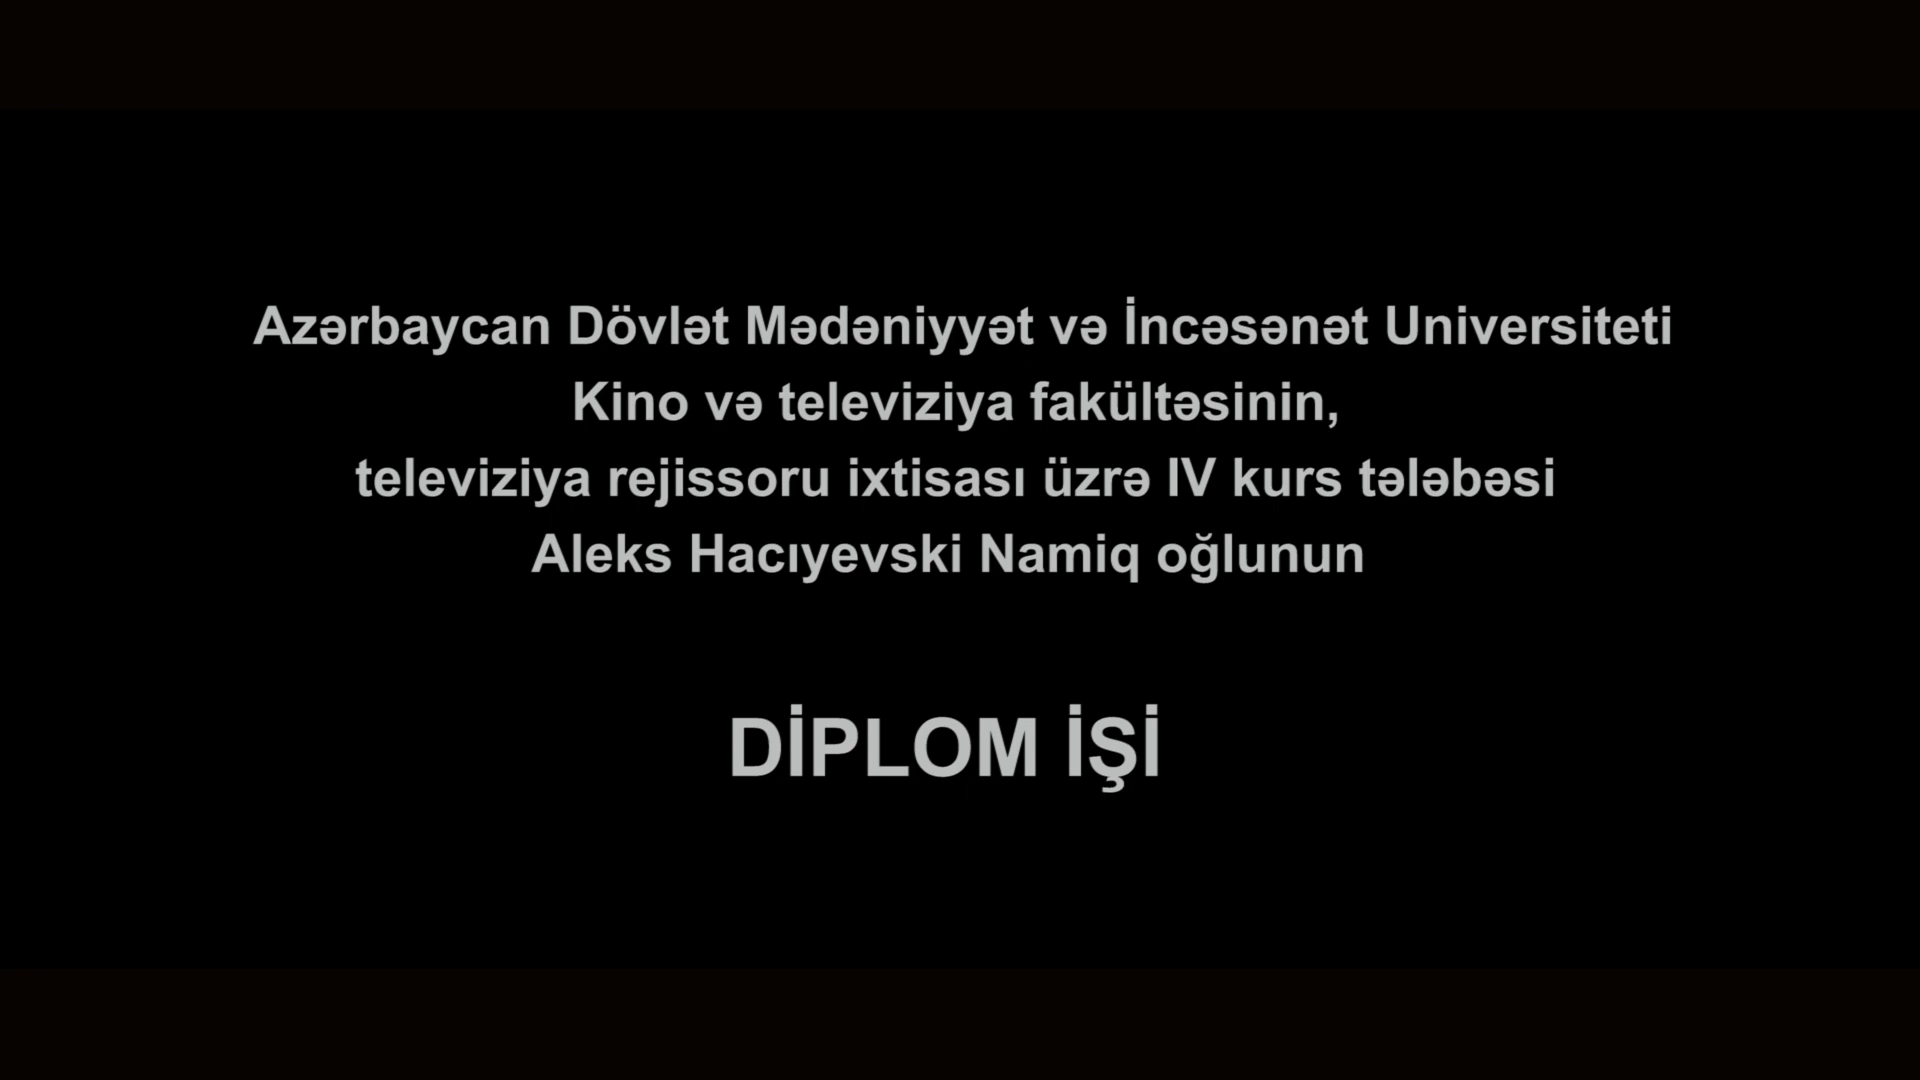 Azərbaycan Dövlət Mədəniyyət və İncəsənət Universiteti
Kino və televiziya fakültəsinin,
televiziya rejissoru ixtisası üzrə IV kurs tələbəsi
Aleks Hacıyevski Namiq oğlunun
DİPLOM İŞİ